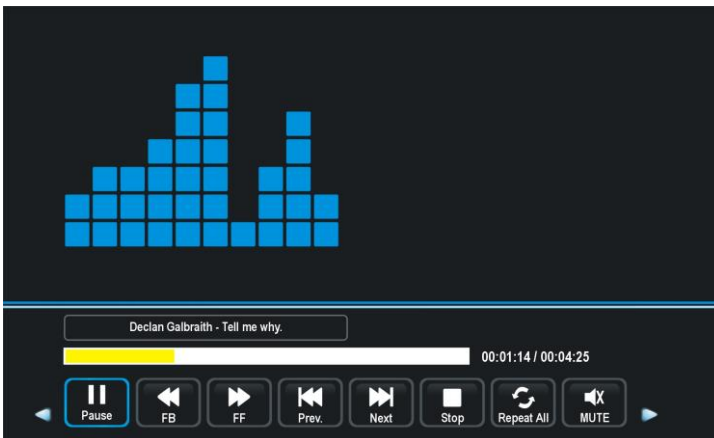 Declan Galbraith - Tell me why.
00:01:14 / 00:04:25
Pause
FB
FF
Prev.
Next
Stop
Repeat All
MUTE